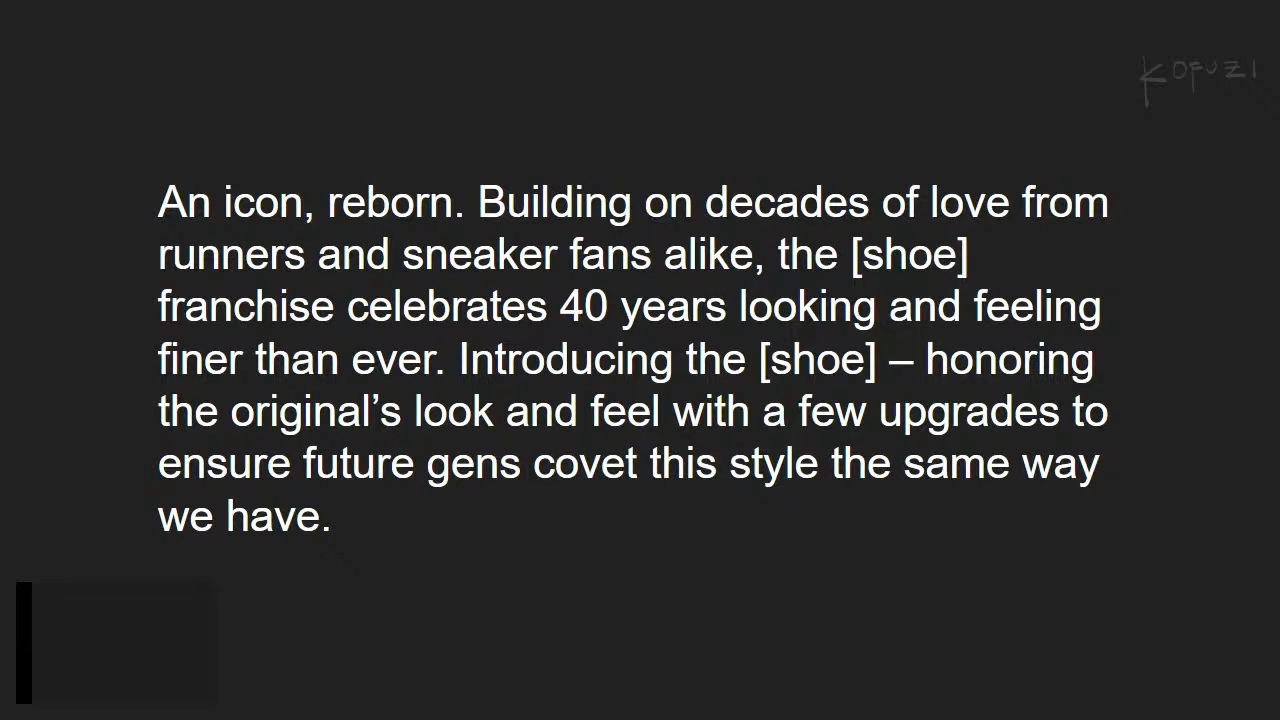 KOFUZI
An icon, reborn. Building on decades of love from
runners and sneaker fans alike, the [shoe]
franchise celebrates 40 years looking and feeling
finer than ever. Introducing the [shoe] – honoring
the original’s look and feel with a few upgrades to
ensure future gens covet this style the same way
we have.